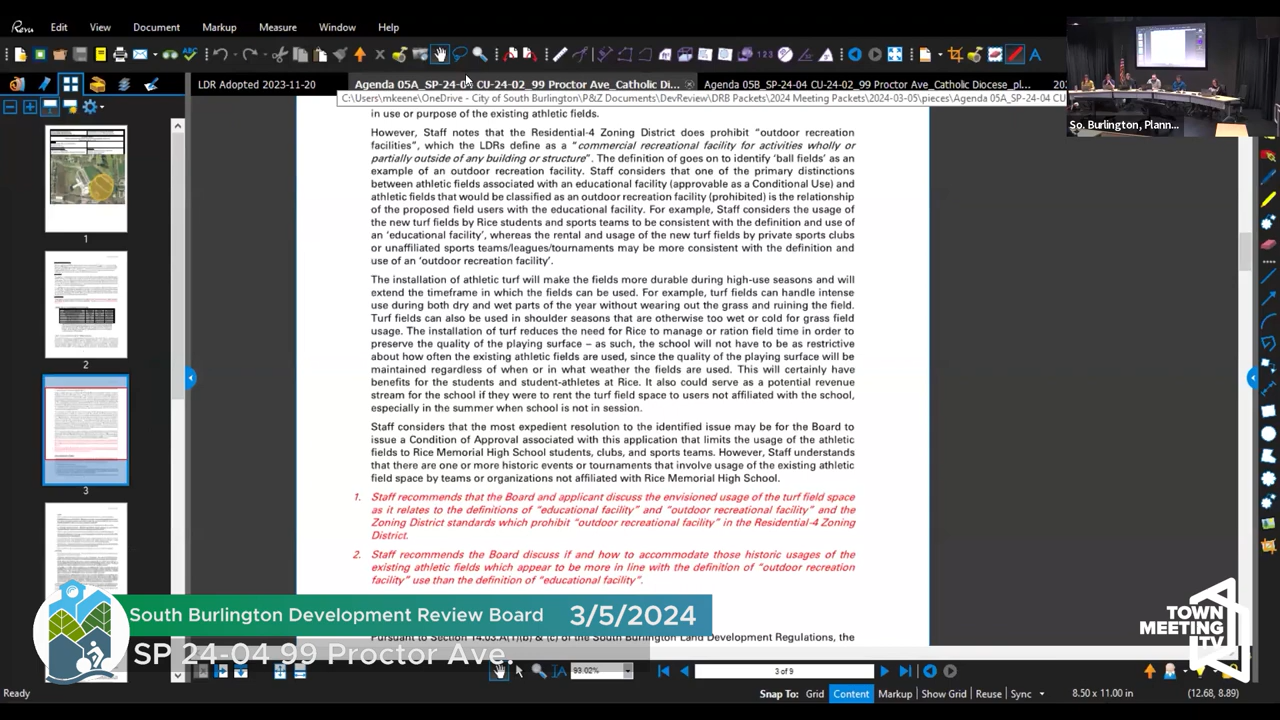 Revu File Edit View Document Markup Measure Window Help
LDR Adopted 2023-11-20
Agenda 05A_SP-24-04 CU-24-02_99 Proctor Ave_Catholic Di...
Agenda 05B_SP-24-04 CU-24-02_99 Proctor Ave_Catholic Diocese_pl...
C:\Users\mkeene\OneDrive - City of South Burlington\P&Z Documents\DevReview\DRB Packets\2024 Meeting Packets\2024-03-05\pieces\Agenda 05A_SP-24-04 CU
So. Burlington, Plann...
in use or purpose of the existing athletic fields.
However, Staff notes that the Residential-4 Zoning District does prohibit “outdoor recreation
facilities”, which the LDRs define as a “commercial recreational facility for activities wholly or
partially outside of any building or structure”. The definition of goes on to identify ‘ball fields’ as an
example of an outdoor recreation facility. Staff considers that one of the primary distinctions
between athletic fields associated with an educational facility (approvable as a Conditional Use) and
athletic fields that would be classified as an outdoor recreation facility (prohibited) is the relationship
of the proposed field users with the educational facility. For example, Staff considers the usage of
the new turf fields by Rice students and sports teams to be consistent with the definition and use of
an ‘educational facility’, whereas the rental and usage of the new turf fields by private sports clubs
or unaffiliated sports teams/leagues/tournaments may be more consistent with the definition and
use of an ‘outdoor recreation facility’.
The installation of athletic turf will make the fields more durable during high-use seasons and will
extend the timeframe in which the fields can be used. For example, turf fields can handle intense
use during both dry and wet parts of the year without wearing out the grass and ruining the field.
Turf fields can also be used in shoulder seasons that are otherwise too wet or cold for grass field
usage. The installation of turf reduces the need for Rice to manage or ration field time in order to
preserve the quality of the playing surface – as such, the school will not have to be as restrictive
about how often the existing athletic fields are used, since the quality of the playing surface will be
maintained regardless of when or in what weather the fields are used. This will certainly have
benefits for the students and student-athletes at Rice. It also could serve as a potential revenue
stream for the school if they were to rent the turf field space to users not affiliated with the school,
especially in the summer when school is not in session.
Staff considers that the most expedient resolution to the identified issue may be for the Board to
issue a Condition of Approval associated with this application that limits the usage of the athletic
fields to Rice Memorial High School students, clubs, and sports teams. However, Staff understands
that there are one or more historic events or tournaments that involve usage of the existing athletic
field space by teams or organizations not affiliated with Rice Memorial High School.
1. Staff recommends that the Board and applicant discuss the envisioned usage of the turf field space
as it relates to the definitions of “educational facility” and “outdoor recreational facility” and the
Zoning District standards which prohibit “outdoor recreational facility” in the Residential-4 Zoning
District.
2. Staff recommends the Board discuss if and how to accommodate those historic usages of the
existing athletic fields which appear to be more in line with the definition of “outdoor recreation
facility” use than the definition of “educational facility”.
Pursuant to Section 14.03.A(1)(b) & (c) of the South Burlington Land Development Regulations, the
1
2
3
South Burlington Development Review Board 3/5/2024
SP 24-04 99 Proctor Ave.
TOWN
MEETING
TV
93.02%
3 of 9
Ready
Snap To: Grid Content Markup Show Grid Reuse Sync
8.50 x 11.00 in
(12.68, 8.89)